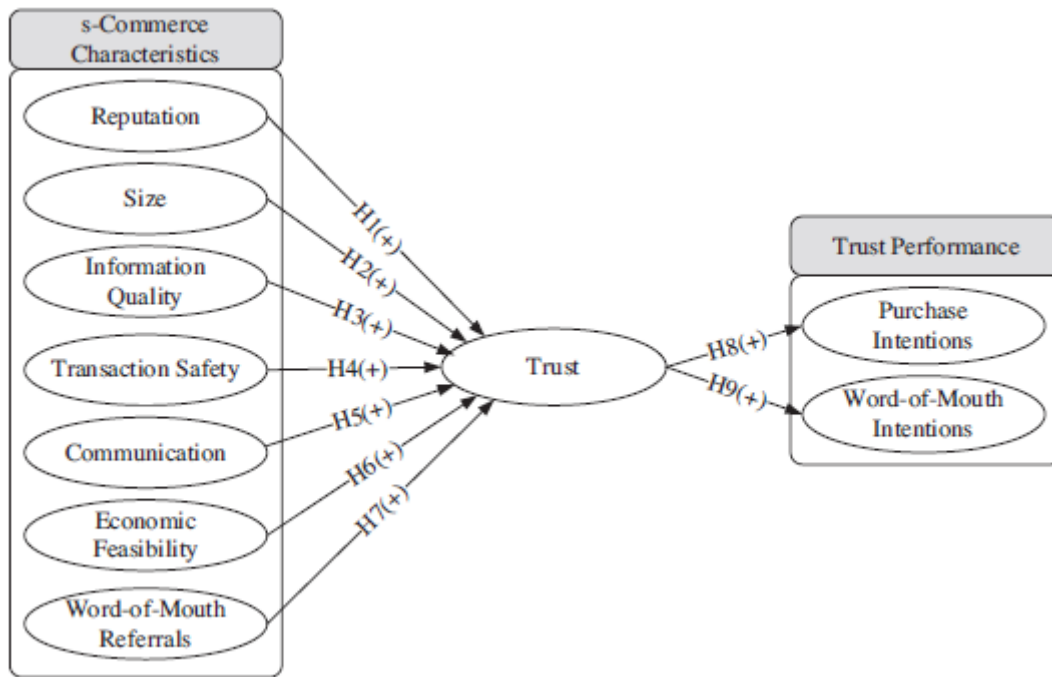 s-Commerce
Characteristics
Reputation
Size
Information
Quality
Transaction Safety
Communication
Economic
Feasibility
Word-of-Mouth
Referrals
H1(+)
H2(+)
H3(+)
H4(+)
H5(+)
H6(+)
H7(+)
Trust
H8(+)
H9(+)
Trust Performance
Purchase
Intentions
Word-of-Mouth
Intentions